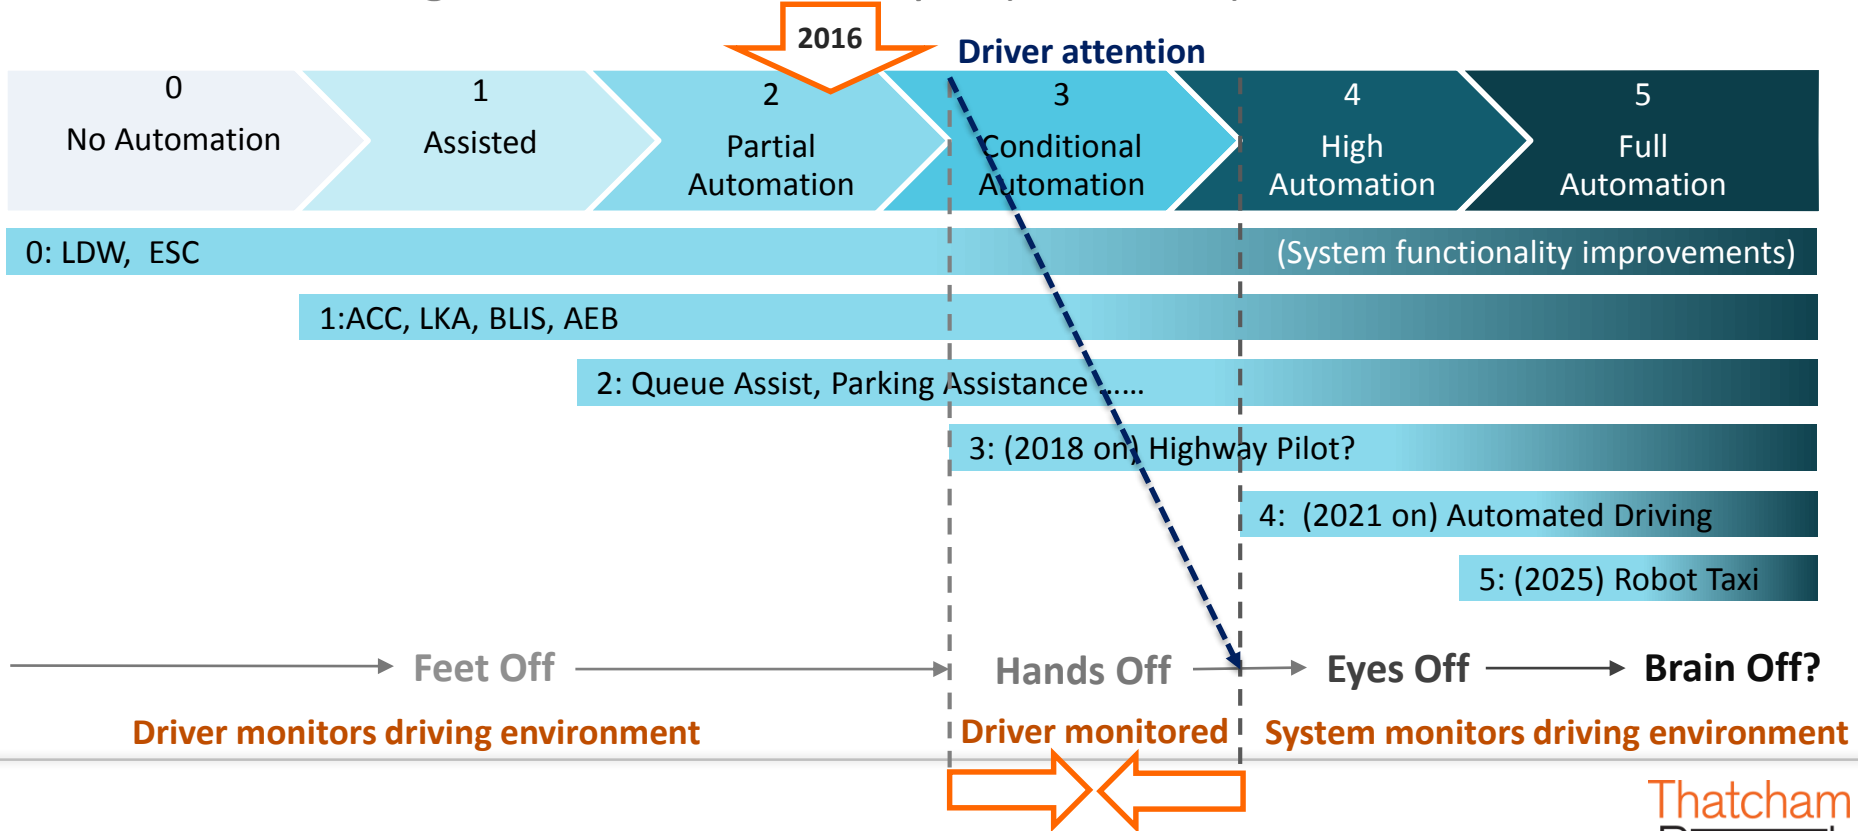 2016
Driver attention
0
No Automation
1
Assisted
2
Partial
Automation
3
Conditional
Automation
4
High
Automation
5
Full
Automation
0: LDW, ESC
(System functionality improvements)
1:ACC, LKA, BLIS, AEB
2: Queue Assist, Parking Assistance ......
3: (2018 on) Highway Pilot?
4: (2021 on) Automated Driving
5: (2025) Robot Taxi
Feet Off
Hands Off
Eyes Off
Brain Off?
Driver monitors driving environment
Driver monitored
System monitors driving environment
Thatcham